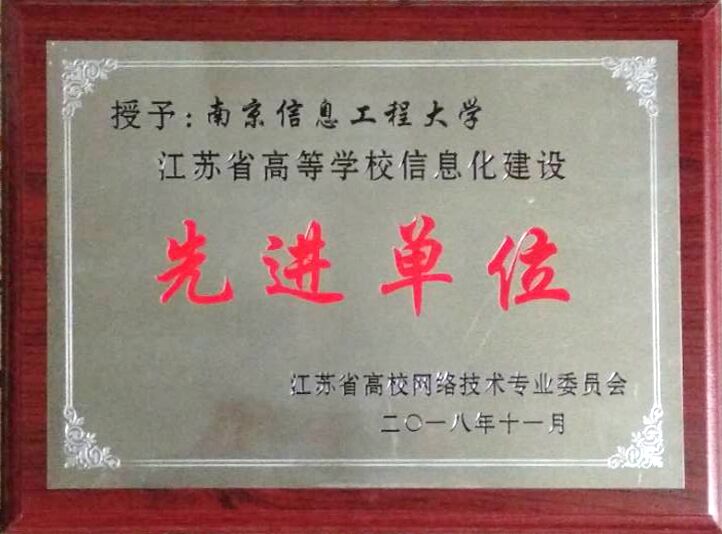 授予：南京信息工程大学
江苏省高等学校信息化建设
先进单位
江苏省高校网络技术专业委员会
二〇一八年十一月